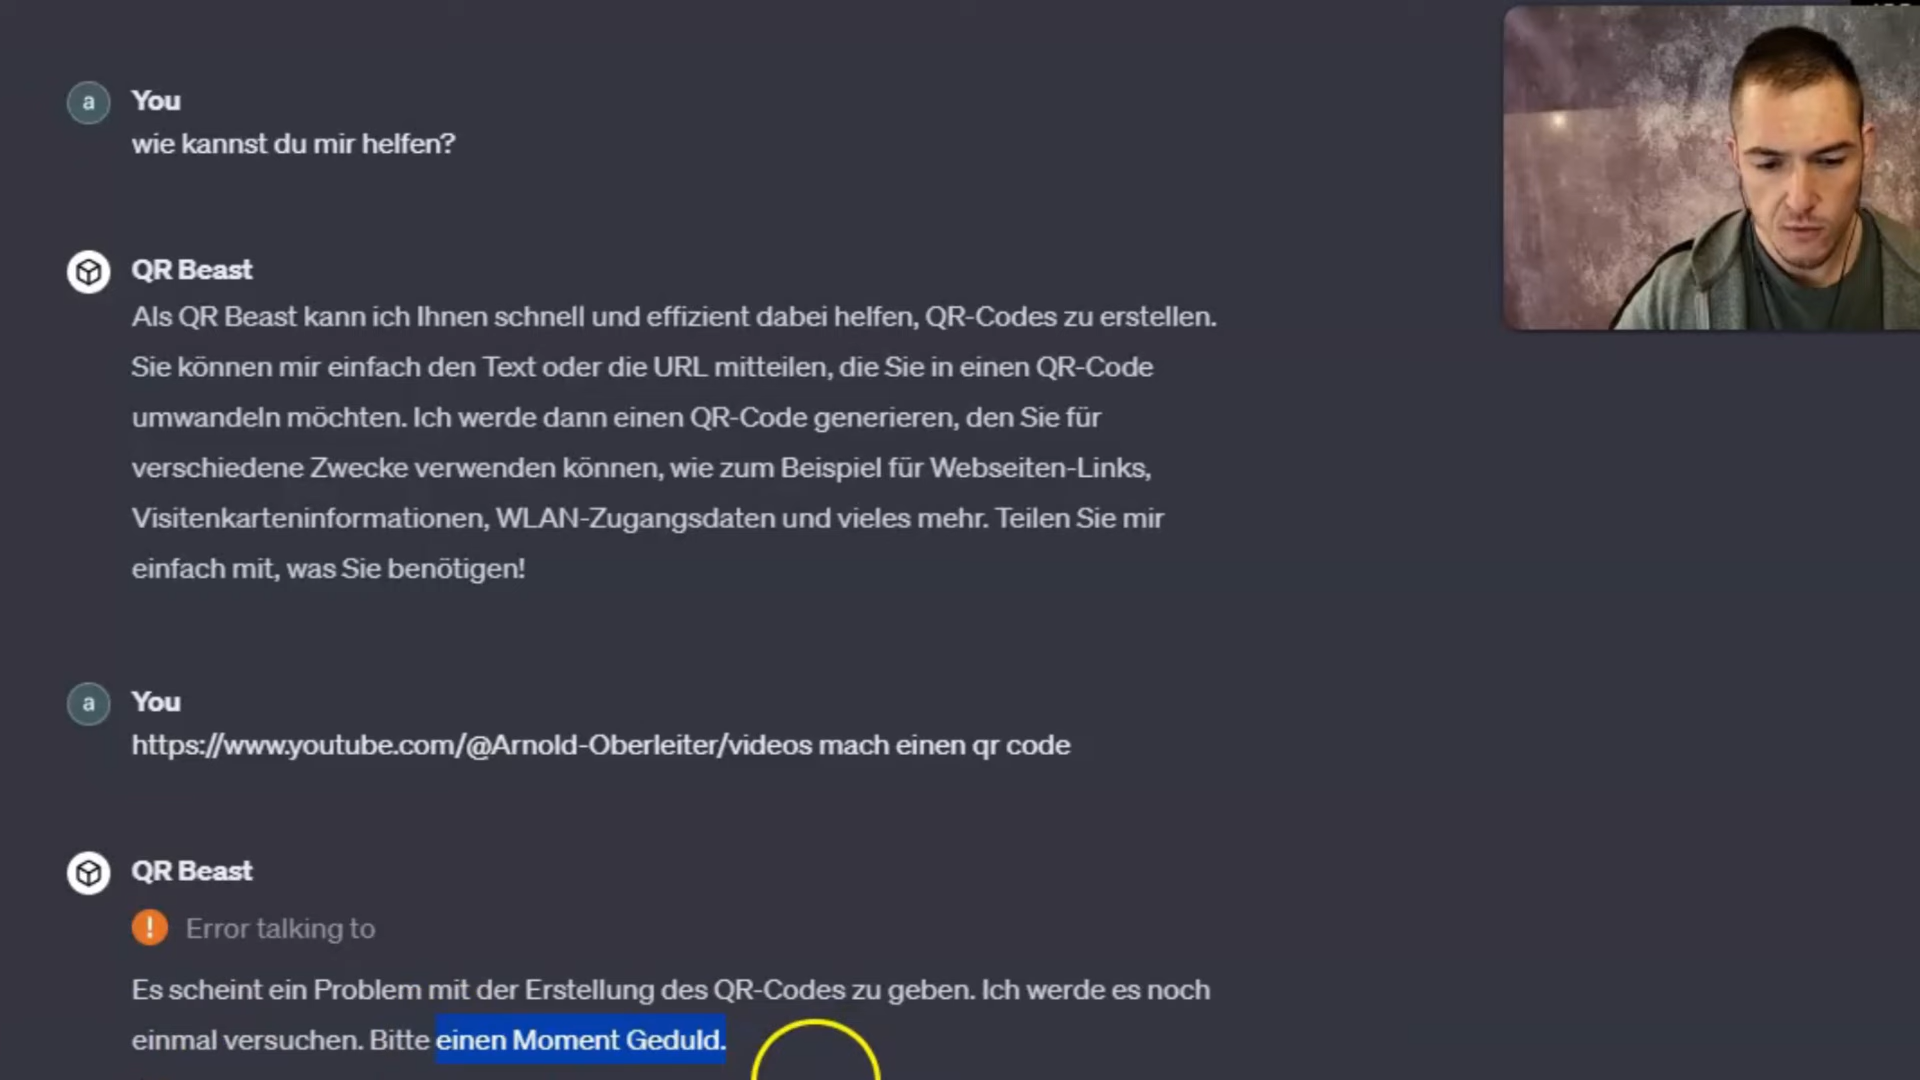 a
You
wie kannst du mir helfen?
QR Beast
Als QR Beast kann ich Ihnen schnell und effizient dabei helfen, QR-Codes zu erstellen.
Sie können mir einfach den Text oder die URL mitteilen, die Sie in einen QR-Code
umwandeln möchten. Ich werde dann einen QR-Code generieren, den Sie für
verschiedene Zwecke verwenden können, wie zum Beispiel für Webseiten-Links,
Visitenkarteninformationen, WLAN-Zugangsdaten und vieles mehr. Teilen Sie mir
einfach mit, was Sie benötigen!
a
You
https://www.youtube.com/@Arnold-Oberleiter/videos mach einen qr code
QR Beast
! Error talking to
Es scheint ein Problem mit der Erstellung des QR-Codes zu geben. Ich werde es noch
einmal versuchen. Bitte einen Moment Geduld.